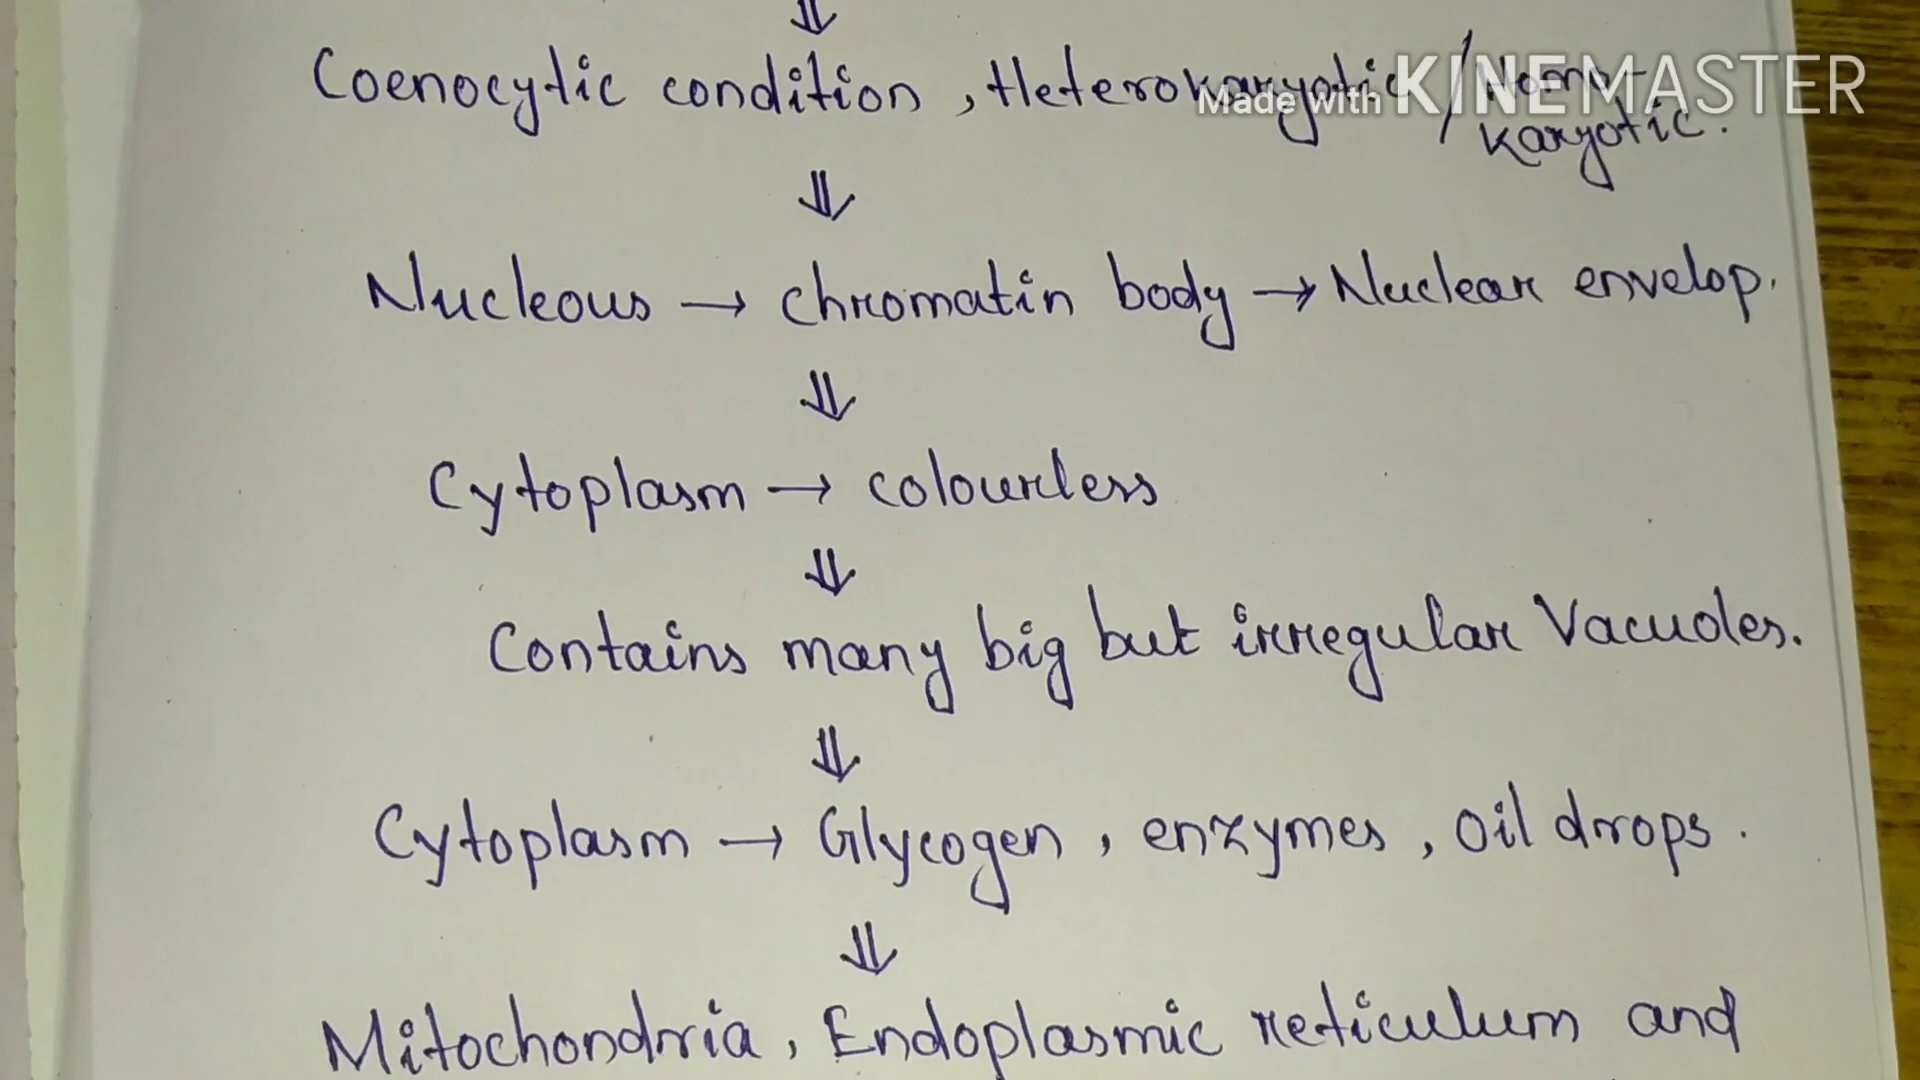 ⇓
Coenocytic condition, Heterokaryotic / Homo-
karyotic.
Made with KINEMASTER
⇓
Nucleous → chromatin body → Nuclear envelop.
⇓
Cytoplasm → colourless
⇓
Contains many big but irregular Vacuoles.
⇓
Cytoplasm → Glycogen, enzymes, oil drops.
⇓
Mitochondria, Endoplasmic reticulum and